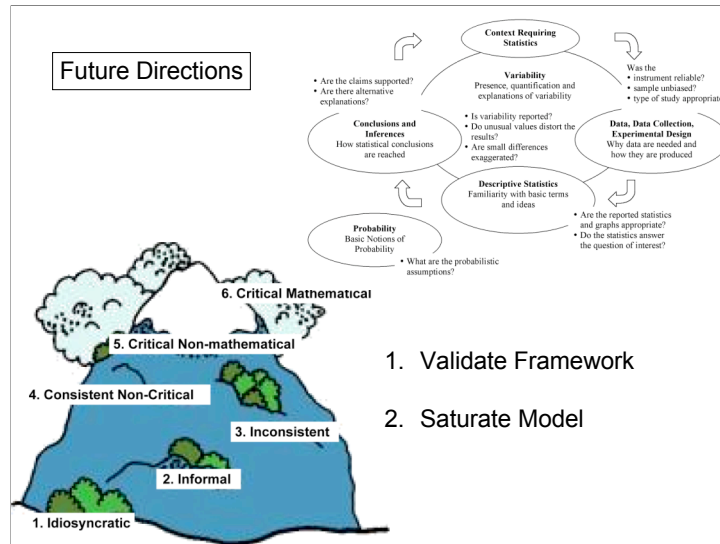 Future Directions
Context Requiring
Statistics
Variability
Presence, quantification and
explanations of variability
• Is variability reported?
• Do unusual values distort the
results?
• Are small differences
exaggerated?
Was the
• instrument reliable?
• sample unbiased?
• type of study appropriate
Data, Data Collection,
Experimental Design
Why data are needed and
how they are produced
• Are the reported statistics
and graphs appropriate?
• Do the statistics answer
the question of interest?
Descriptive Statistics
Familiarity with basic terms
and ideas
Probability
Basic Notions of
Probability
• What are the probabilistic
assumptions?
Conclusions and
Inferences
How statistical conclusions
are reached
• Are the claims supported?
• Are there alternative
explanations?
6. Critical Mathematical
5. Critical Non-mathematical
4. Consistent Non-Critical
3. Inconsistent
2. Informal
1. Idiosyncratic
1. Validate Framework
2. Saturate Model